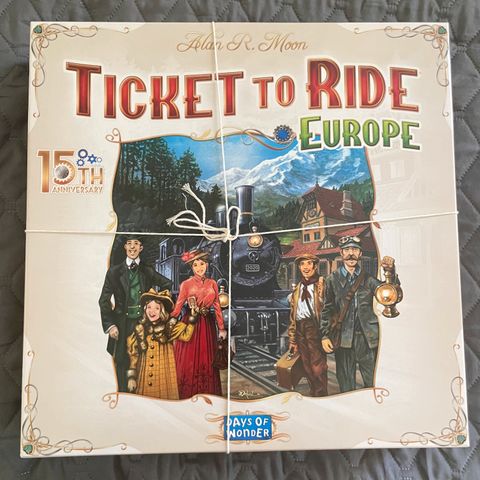 Alan R. Moon
TICKET TO RIDE
EUROPE
15TH
ANNIVERSARY
DAYS OF
WONDER